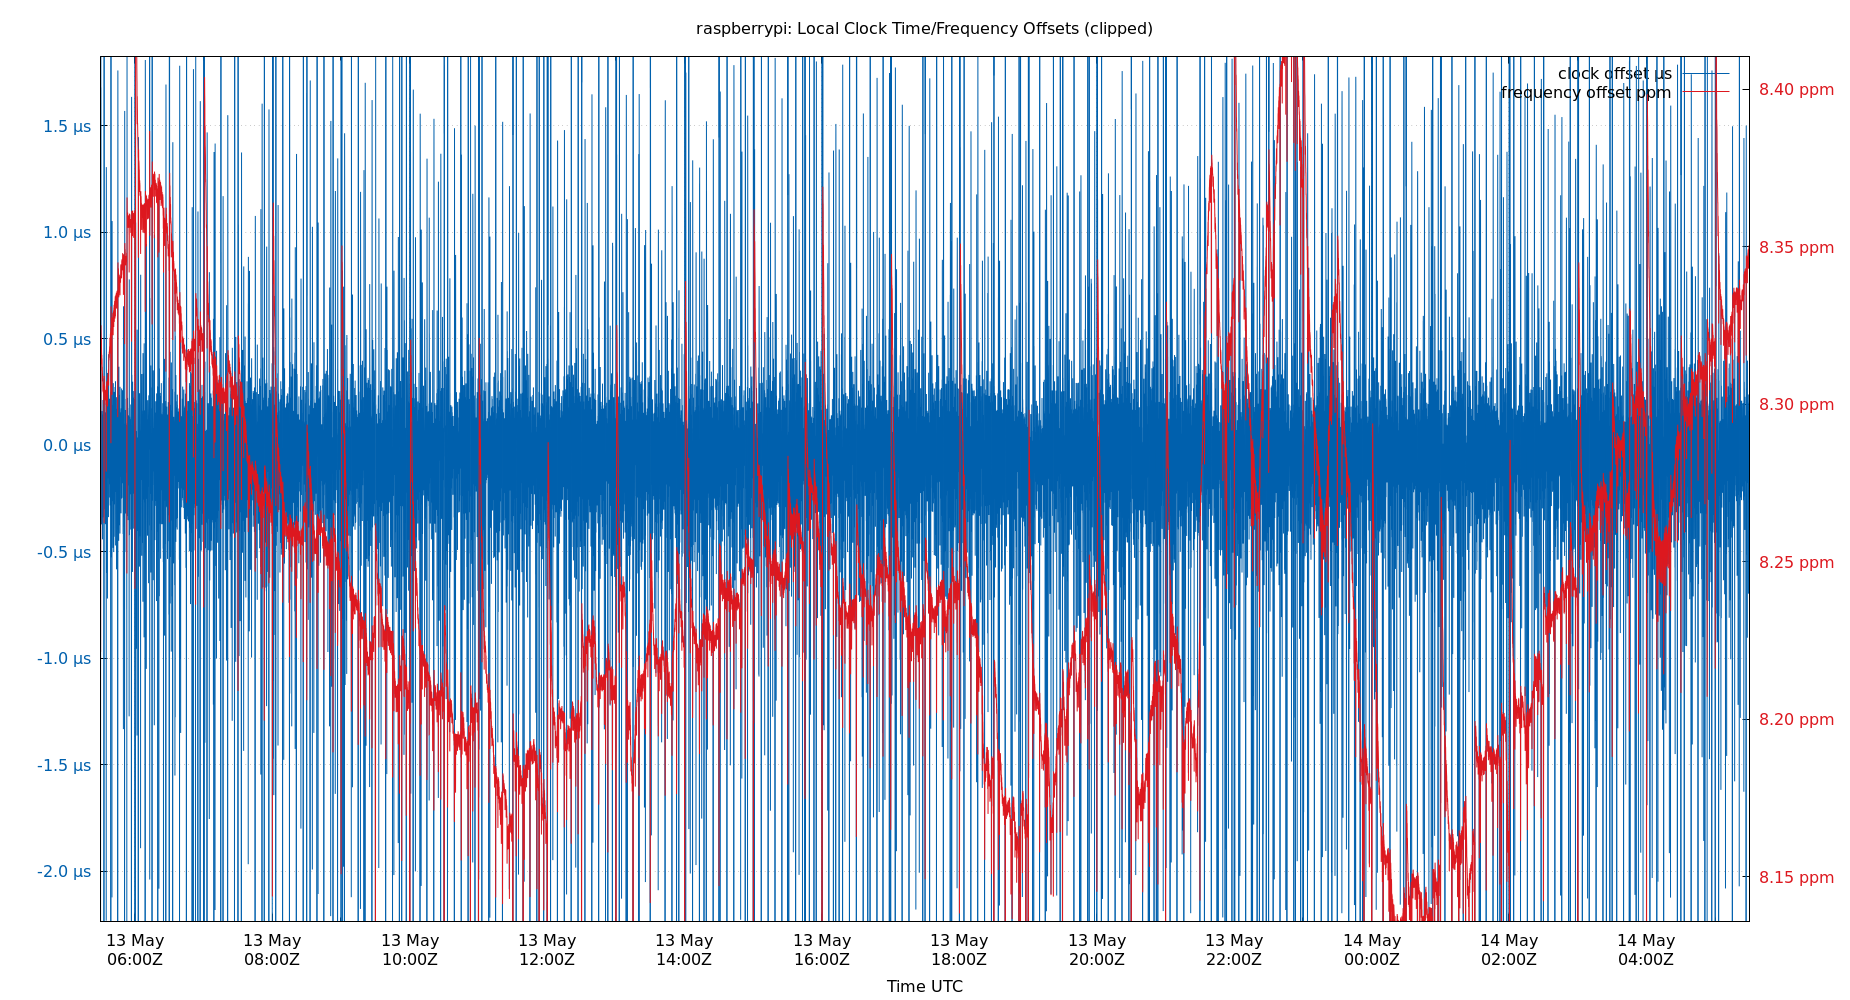 raspberrypi: Local Clock Time/Frequency Offsets (clipped)
clock offset µs
frequency offset ppm
1.5 µs
1.0 µs
0.5 µs
0.0 µs
-0.5 µs
-1.0 µs
-1.5 µs
-2.0 µs
8.40 ppm
8.35 ppm
8.30 ppm
8.25 ppm
8.20 ppm
8.15 ppm
13 May 13 May 13 May 13 May 13 May 13 May 13 May 13 May 13 May 14 May 14 May 14 May
06:00Z 08:00Z 10:00Z 12:00Z 14:00Z 16:00Z 18:00Z 20:00Z 22:00Z 00:00Z 02:00Z 04:00Z
Time UTC